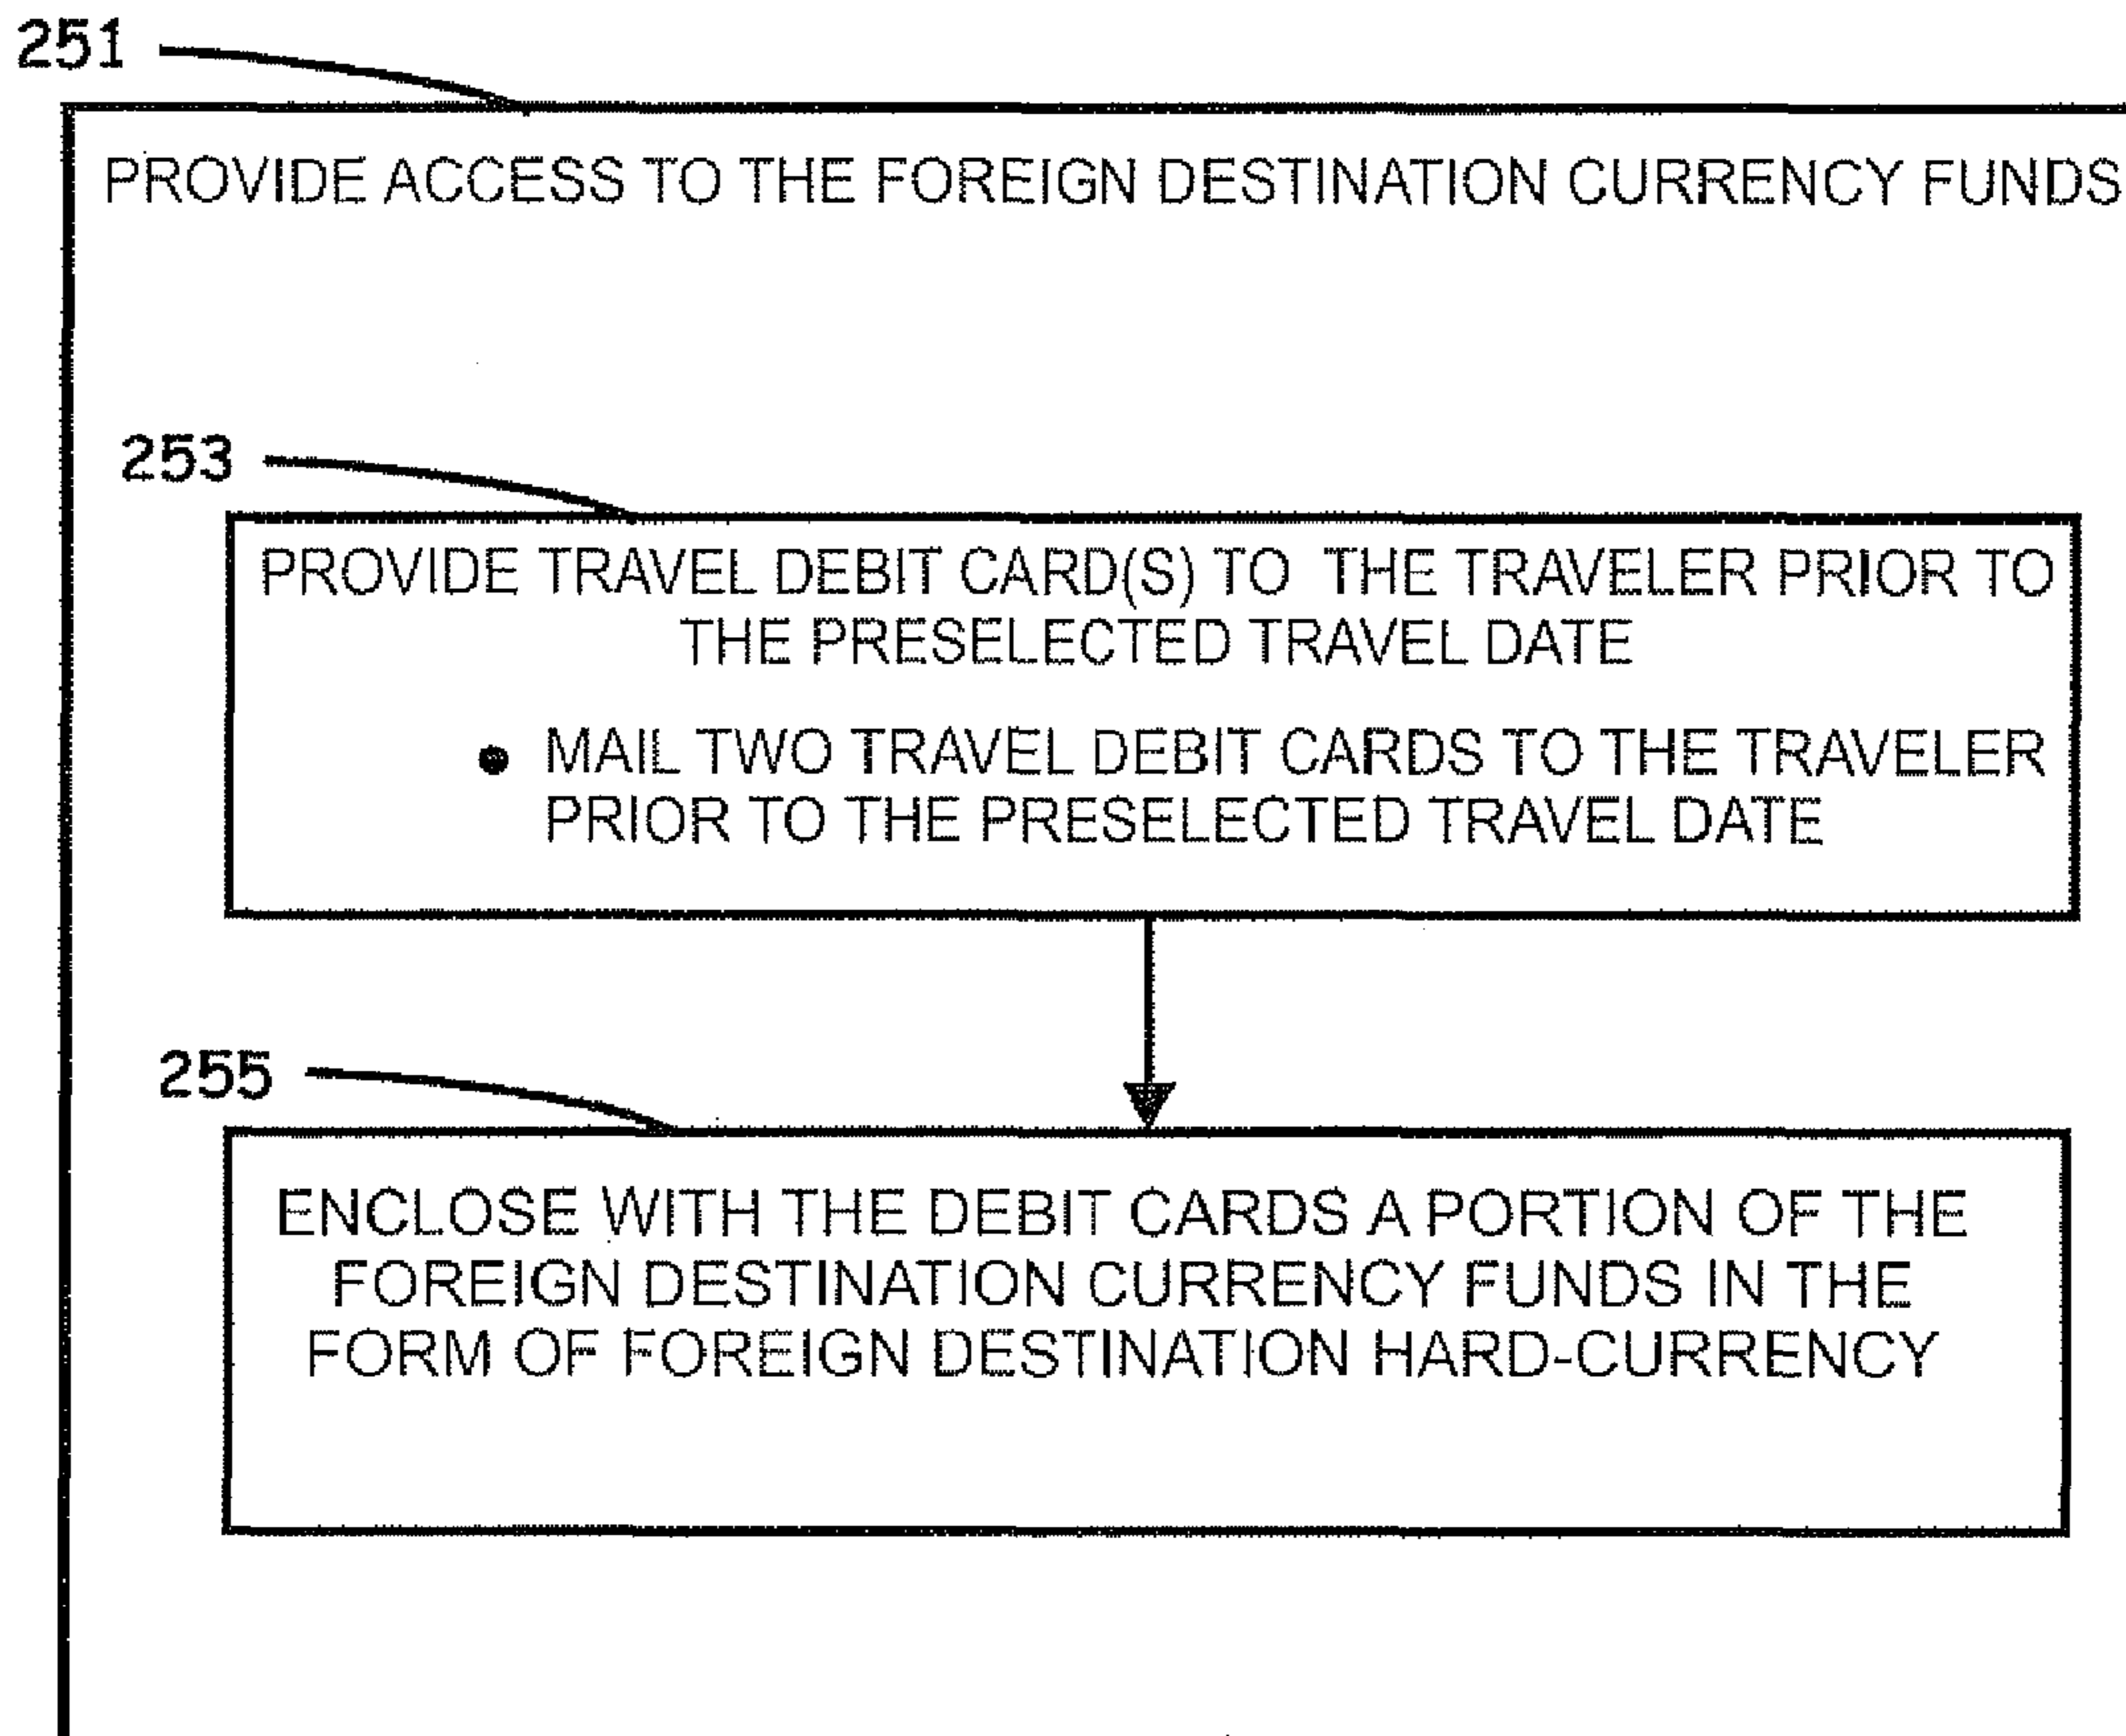 251
PROVIDE ACCESS TO THE FOREIGN DESTINATION CURRENCY FUNDS
253
PROVIDE TRAVEL DEBIT CARD(S) TO THE TRAVELER PRIOR TO
THE PRESELECTED TRAVEL DATE
● MAIL TWO TRAVEL DEBIT CARDS TO THE TRAVELER
PRIOR TO THE PRESELECTED TRAVEL DATE
255
ENCLOSE WITH THE DEBIT CARDS A PORTION OF THE
FOREIGN DESTINATION CURRENCY FUNDS IN THE
FORM OF FOREIGN DESTINATION HARD-CURRENCY